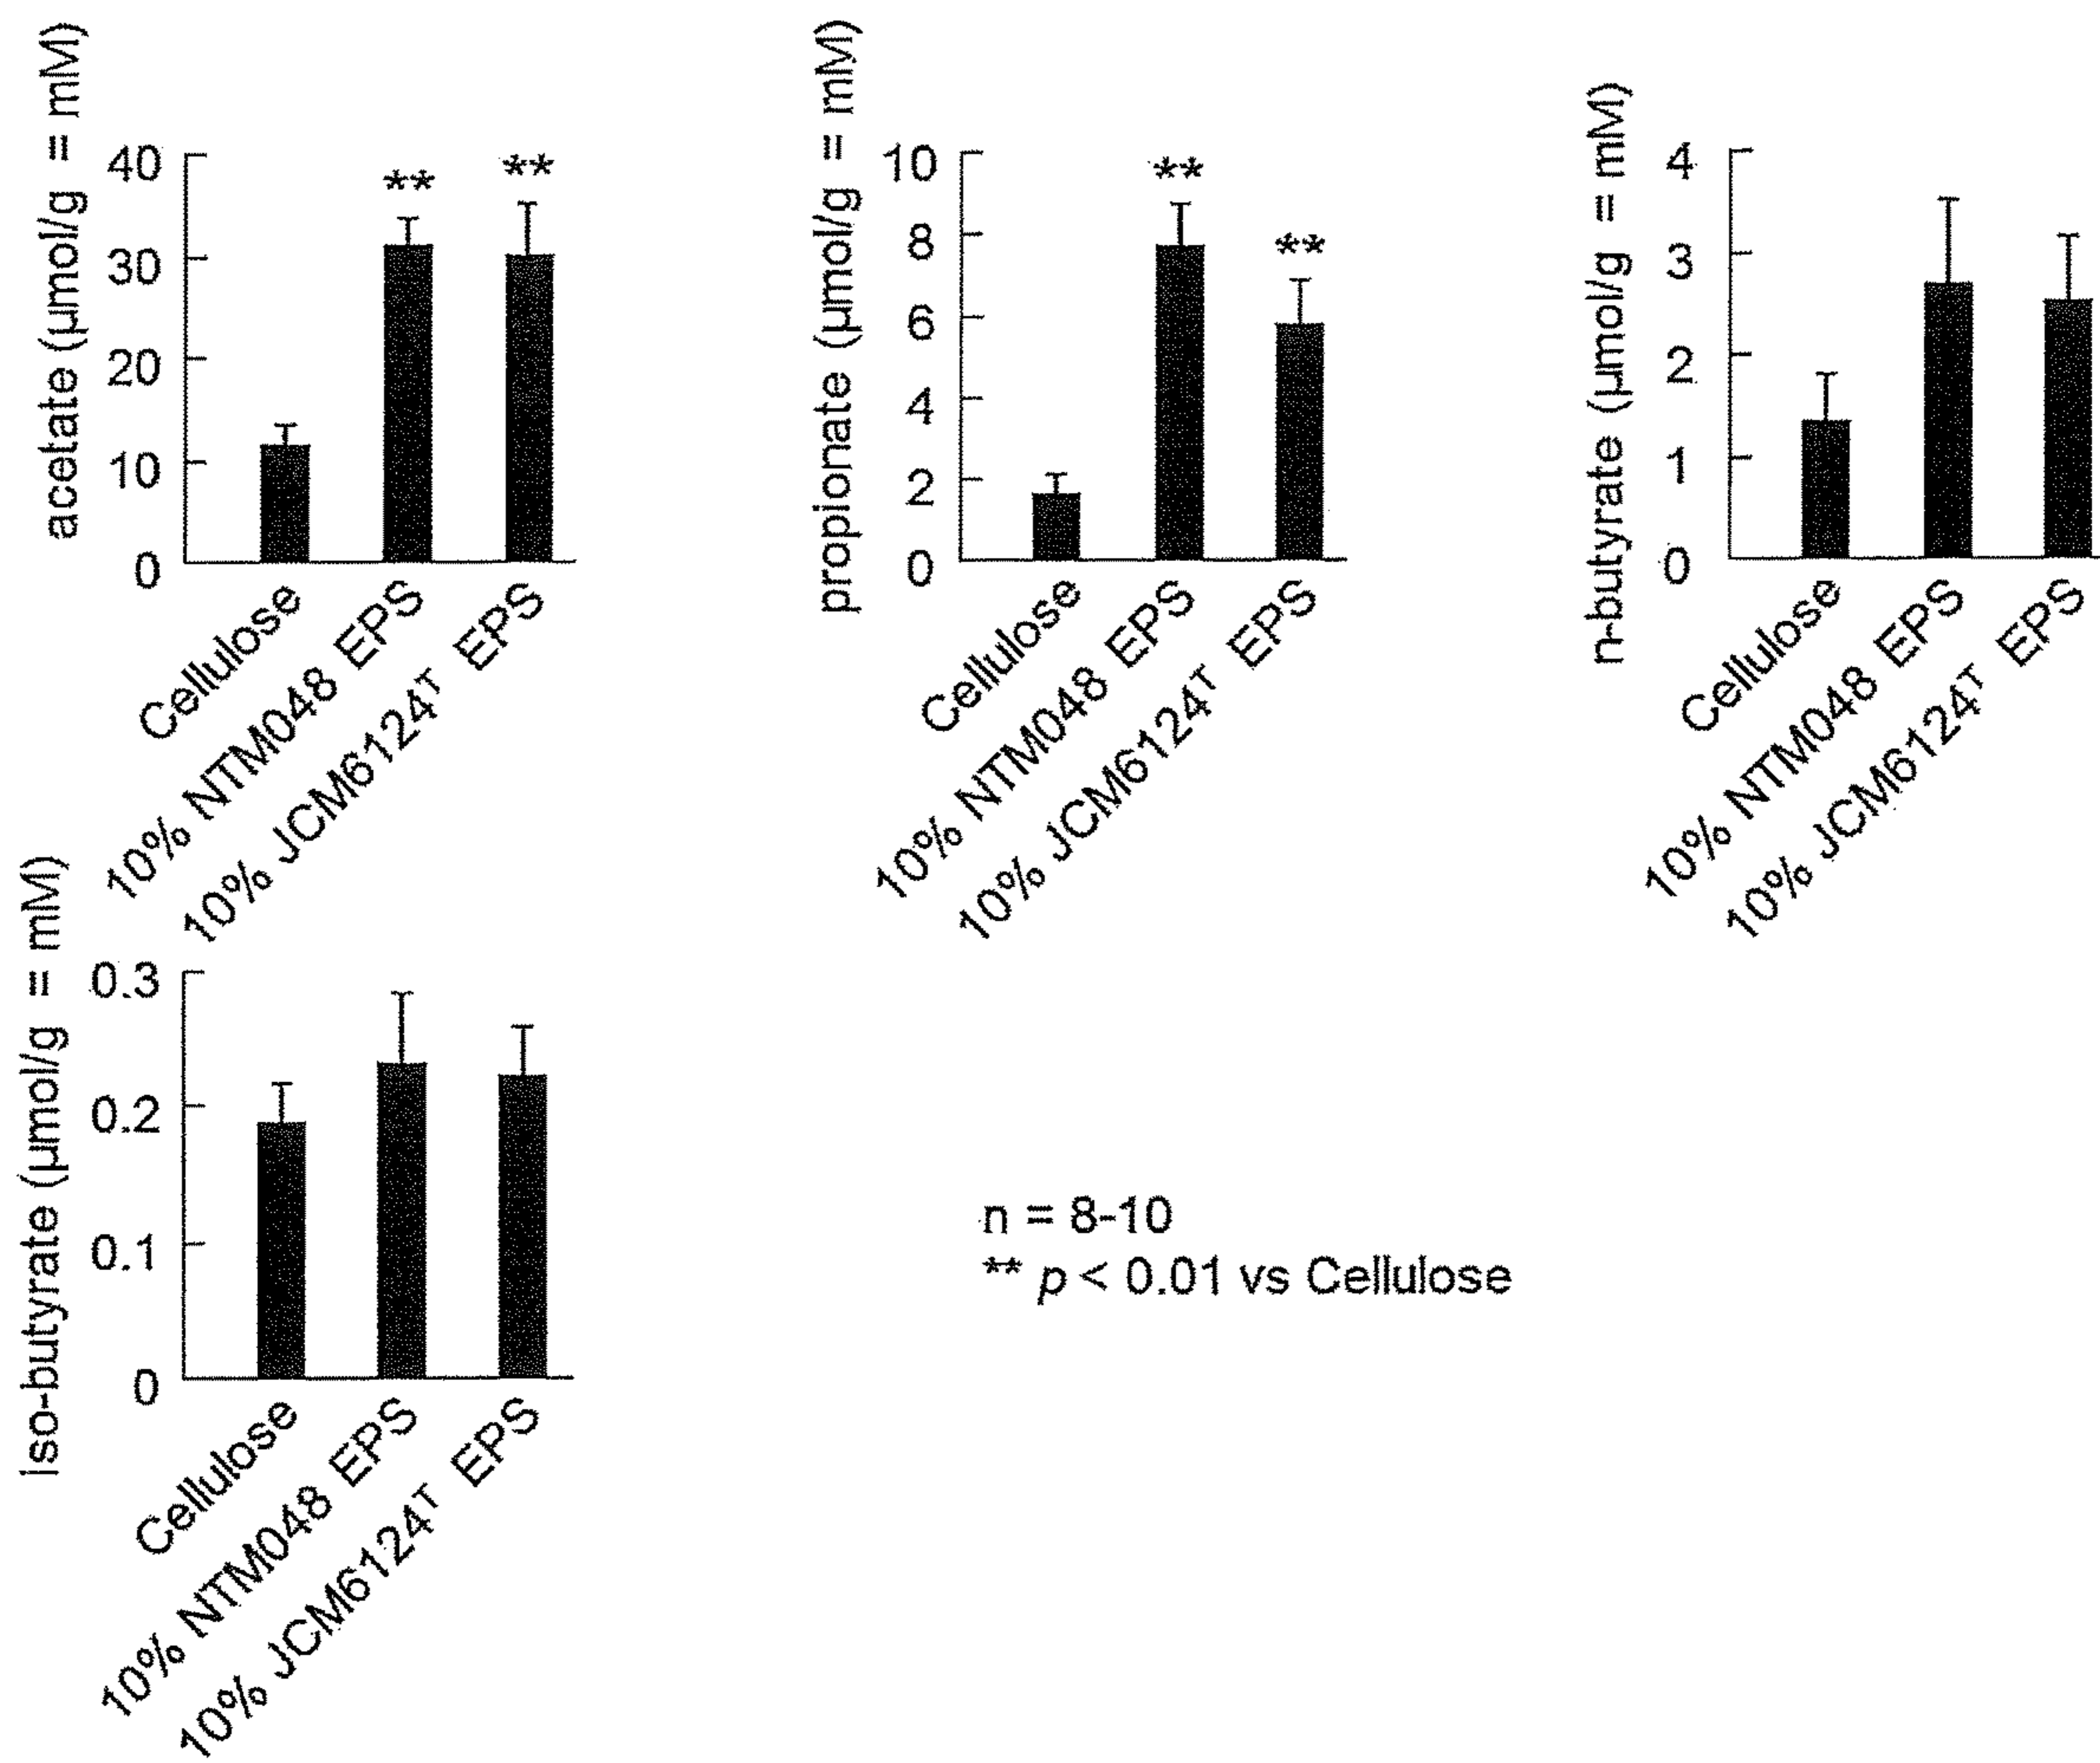 acetate (µmol/g = mM)
40
30
20
10
0
**
**
Cellulose
10% NTM048 EPS
10% JCM6124ᵀ EPS
propionate (µmol/g = mM)
10
8
6
4
2
0
**
**
Cellulose
10% NTM048 EPS
10% JCM6124ᵀ EPS
n-butyrate (µmol/g = mM)
4
3
2
1
0
Cellulose
10% NTM048 EPS
10% JCM6124ᵀ EPS
iso-butyrate (µmol/g = mM)
0.3
0.2
0.1
0
Cellulose
10% NTM048 EPS
10% JCM6124ᵀ EPS
n = 8-10
** p < 0.01 vs Cellulose